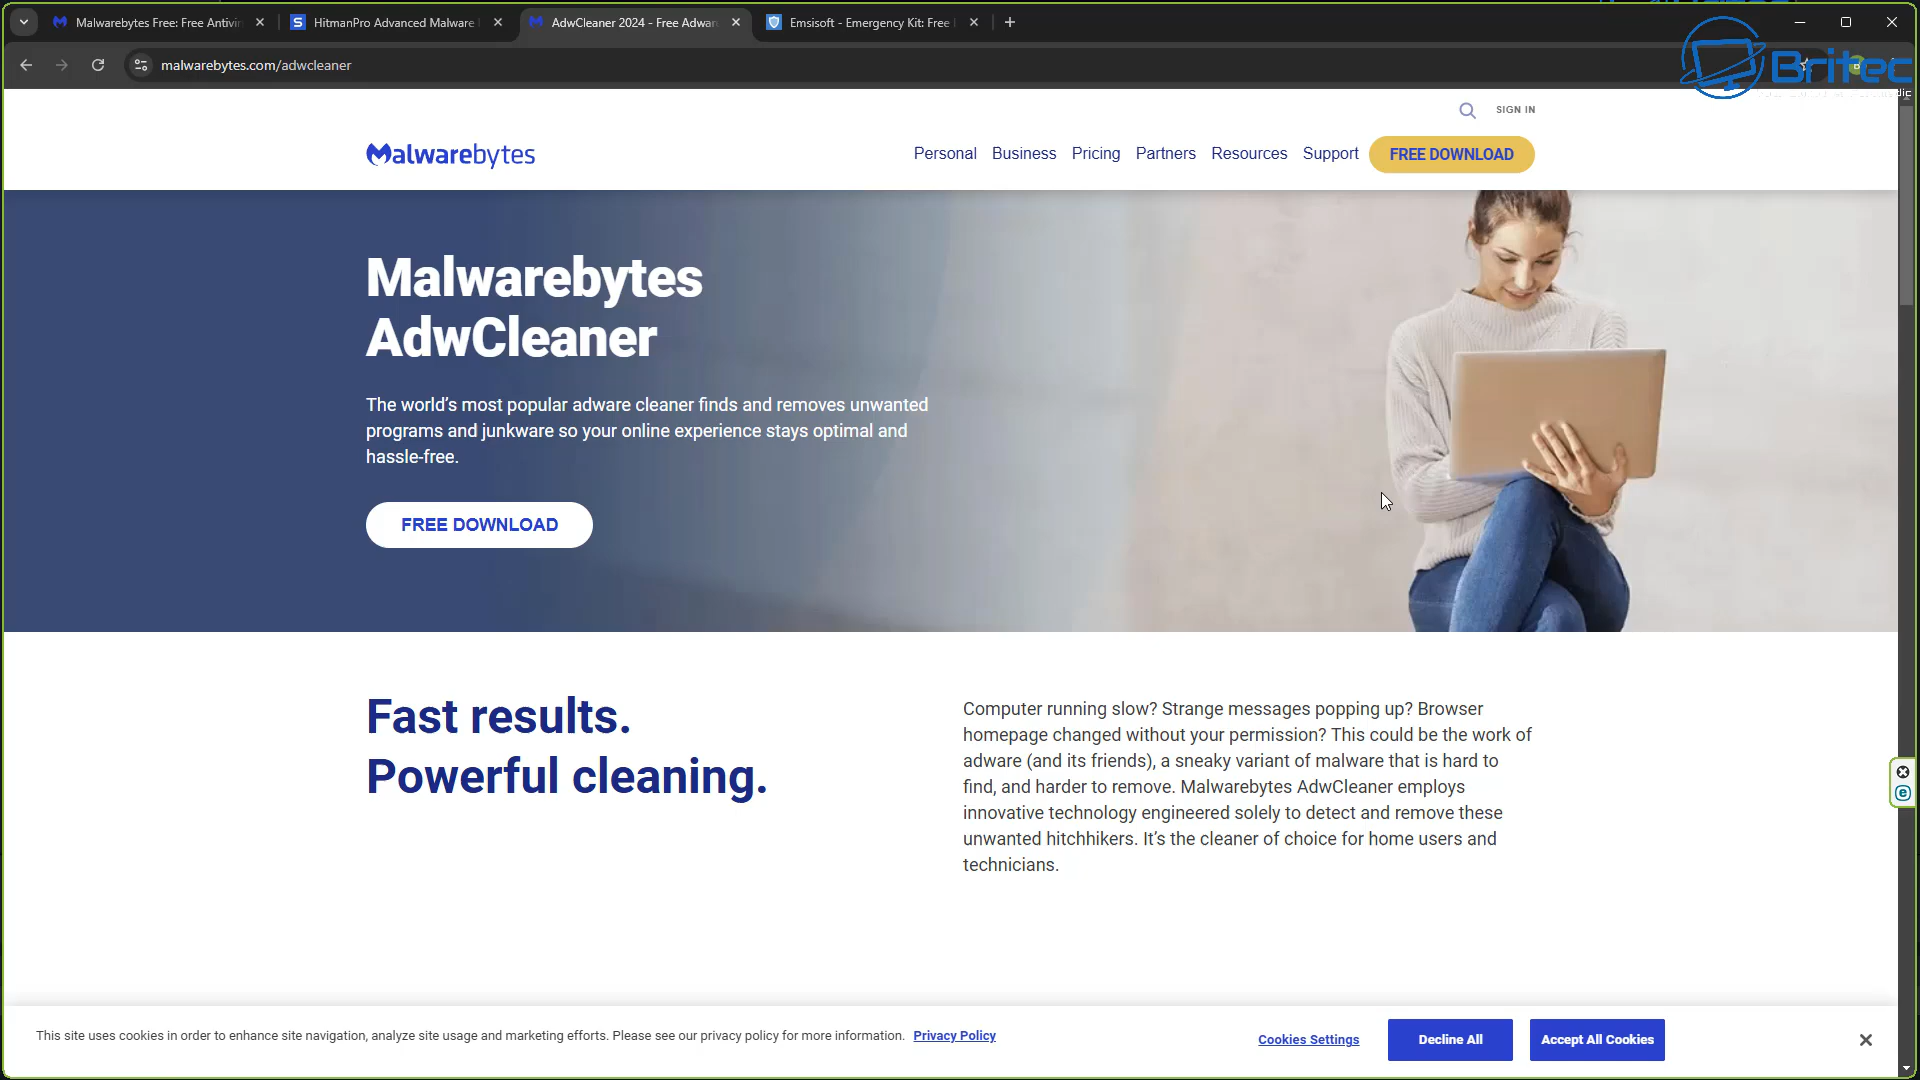 Malwarebytes Free: Free Antivir
HitmanPro Advanced Malware
AdwCleaner 2024 - Free Adwar
Emsisoft - Emergency Kit: Free
malwarebytes.com/adwcleaner
Britec
SIGN IN
Malwarebytes
Personal Business Pricing Partners Resources Support FREE DOWNLOAD
Malwarebytes
AdwCleaner
The world’s most popular adware cleaner finds and removes unwanted
programs and junkware so your online experience stays optimal and
hassle-free.
FREE DOWNLOAD
Fast results.
Powerful cleaning.
Computer running slow? Strange messages popping up? Browser
homepage changed without your permission? This could be the work of
adware (and its friends), a sneaky variant of malware that is hard to
find, and harder to remove. Malwarebytes AdwCleaner employs
innovative technology engineered solely to detect and remove these
unwanted hitchhikers. It’s the cleaner of choice for home users and
technicians.
This site uses cookies in order to enhance site navigation, analyze site usage and marketing efforts. Please see our privacy policy for more information. Privacy Policy
Cookies Settings
Decline All
Accept All Cookies